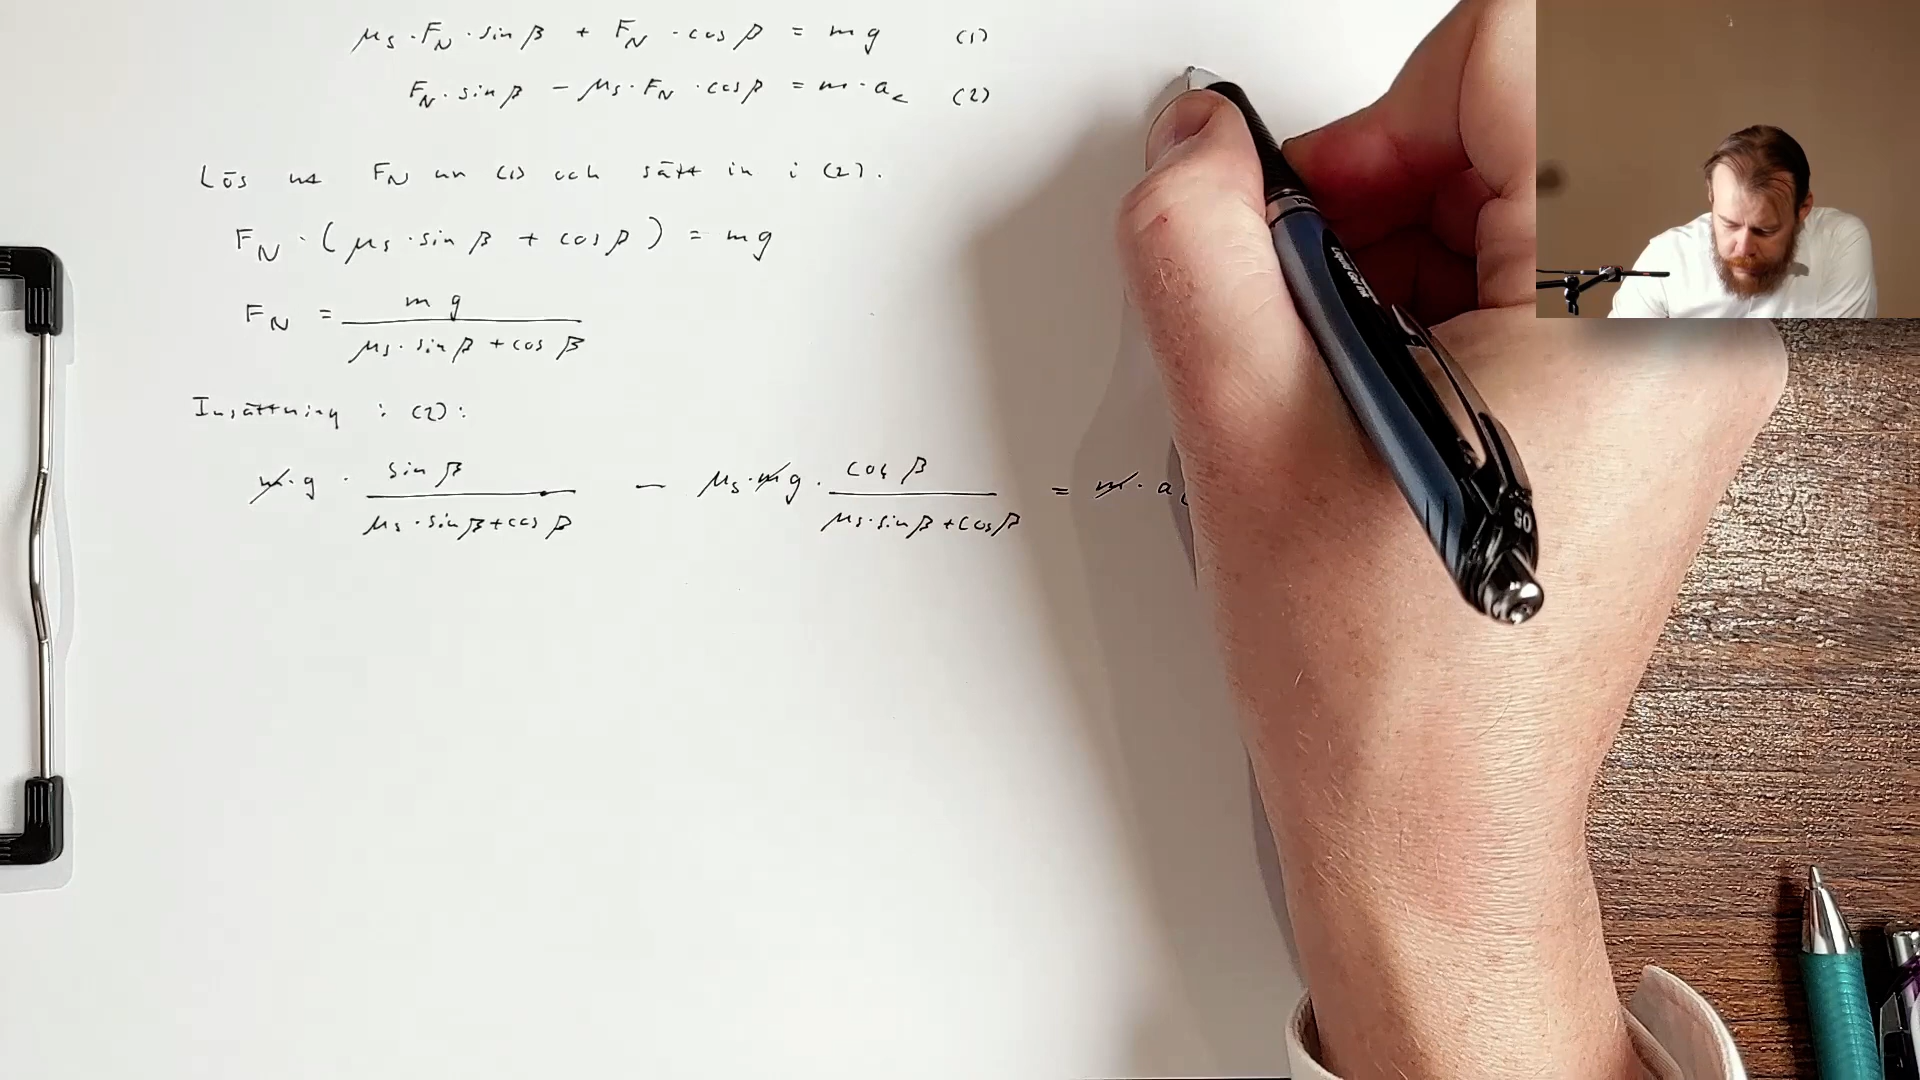 μs · FN · sin β + FN · cos β = mg (1)
FN · sin β − μs · FN · cos β = m · ac (2)
Lös ut FN ur (1) och sätt in i (2).
FN · (μs · sin β + cos β) = mg
FN = mg / (μs · sin β + cos β)
Insättning i (2):
m · g · sin β / (μs · sin β + cos β) − μs · mg · cos β / (μs · sin β + cos β) = m · a
05